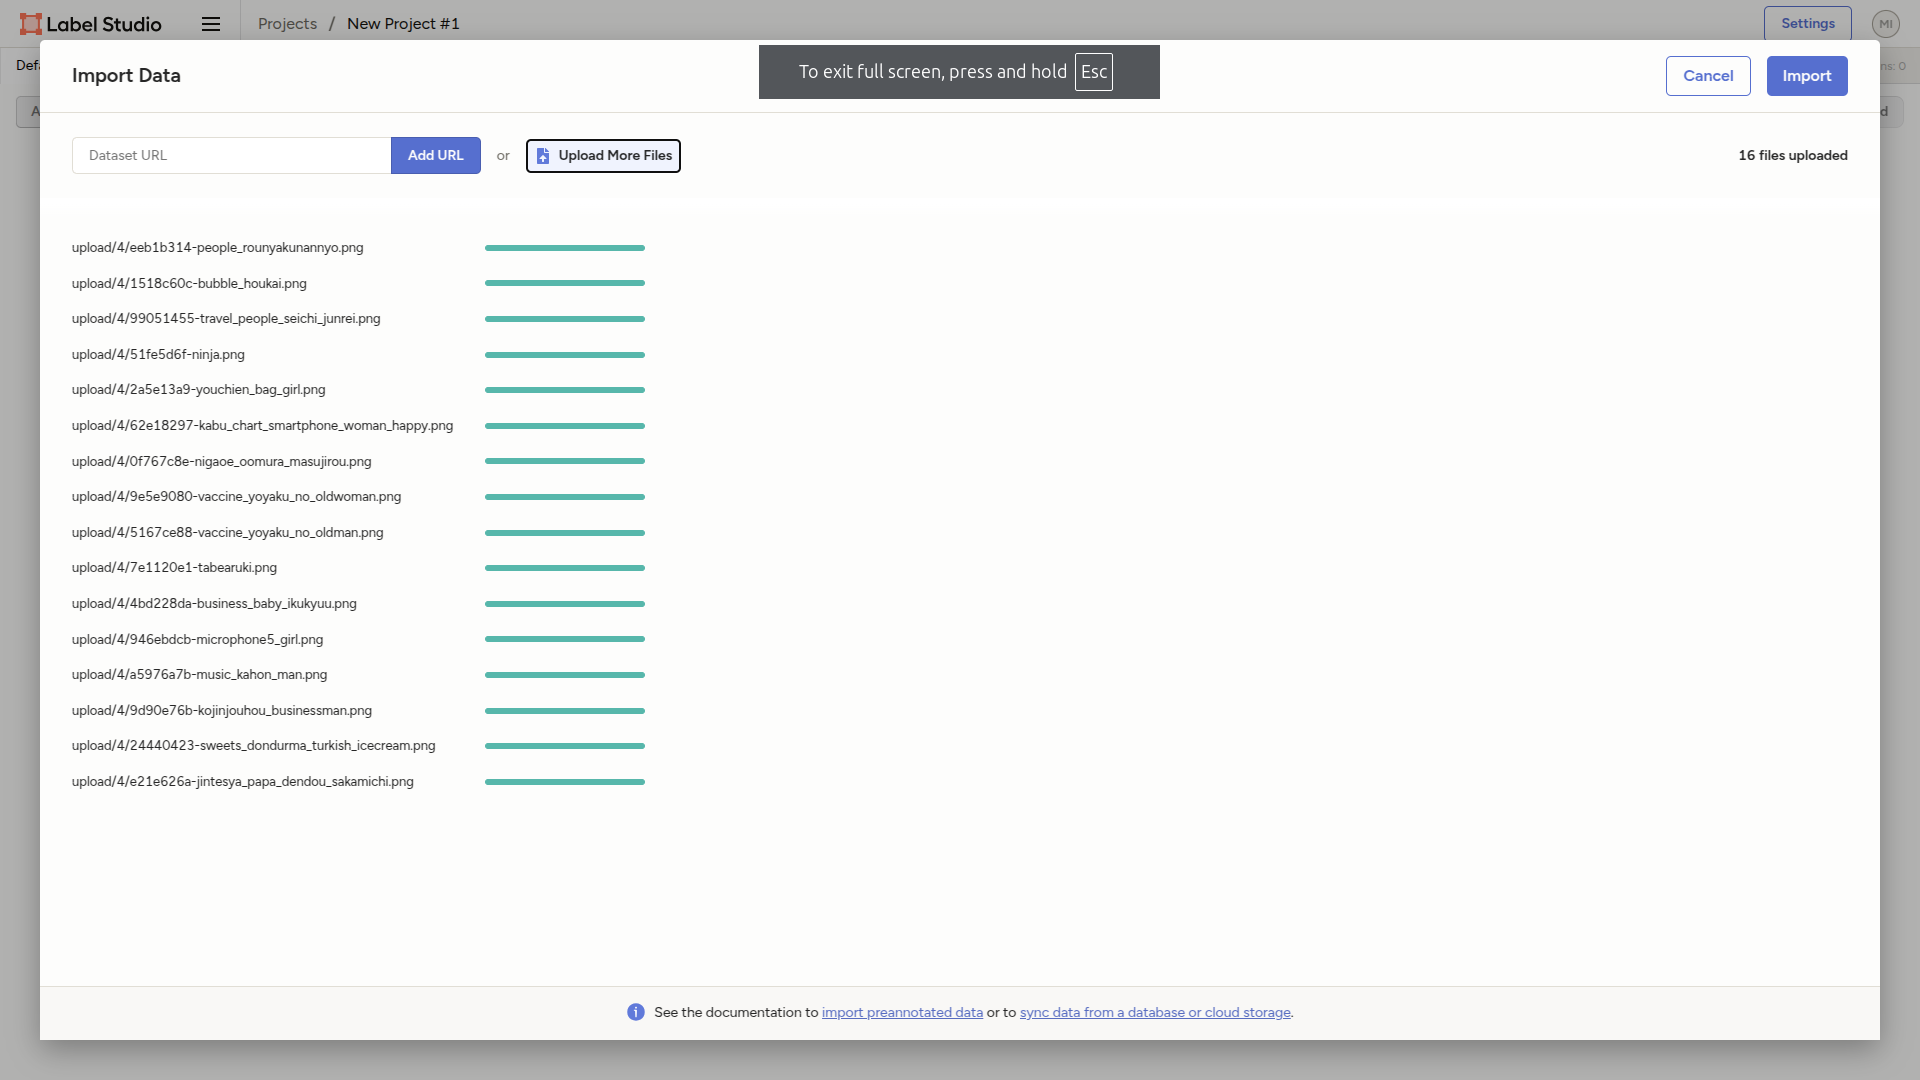 Label Studio
Projects / New Project #1
Settings
MI
Defa
ns: 0
A
d
Import Data
To exit full screen, press and hold Esc
Cancel
Import
Dataset URL
Add URL
or
Upload More Files
16 files uploaded
upload/4/eeb1b314-people_rounyakunannyo.png
upload/4/1518c60c-bubble_houkai.png
upload/4/99051455-travel_people_seichi_junrei.png
upload/4/51fe5d6f-ninja.png
upload/4/2a5e13a9-youchien_bag_girl.png
upload/4/62e18297-kabu_chart_smartphone_woman_happy.png
upload/4/0f767c8e-nigaoe_oomura_masujirou.png
upload/4/9e5e9080-vaccine_yoyaku_no_oldwoman.png
upload/4/5167ce88-vaccine_yoyaku_no_oldman.png
upload/4/7e1120e1-tabearuki.png
upload/4/4bd228da-business_baby_ikukyuu.png
upload/4/946ebdcb-microphone5_girl.png
upload/4/a5976a7b-music_kahon_man.png
upload/4/9d90e76b-kojinjouhou_businessman.png
upload/4/24440423-sweets_dondurma_turkish_icecream.png
upload/4/e21e626a-jintesya_papa_dendou_sakamichi.png
See the documentation to import preannotated data or to sync data from a database or cloud storage.